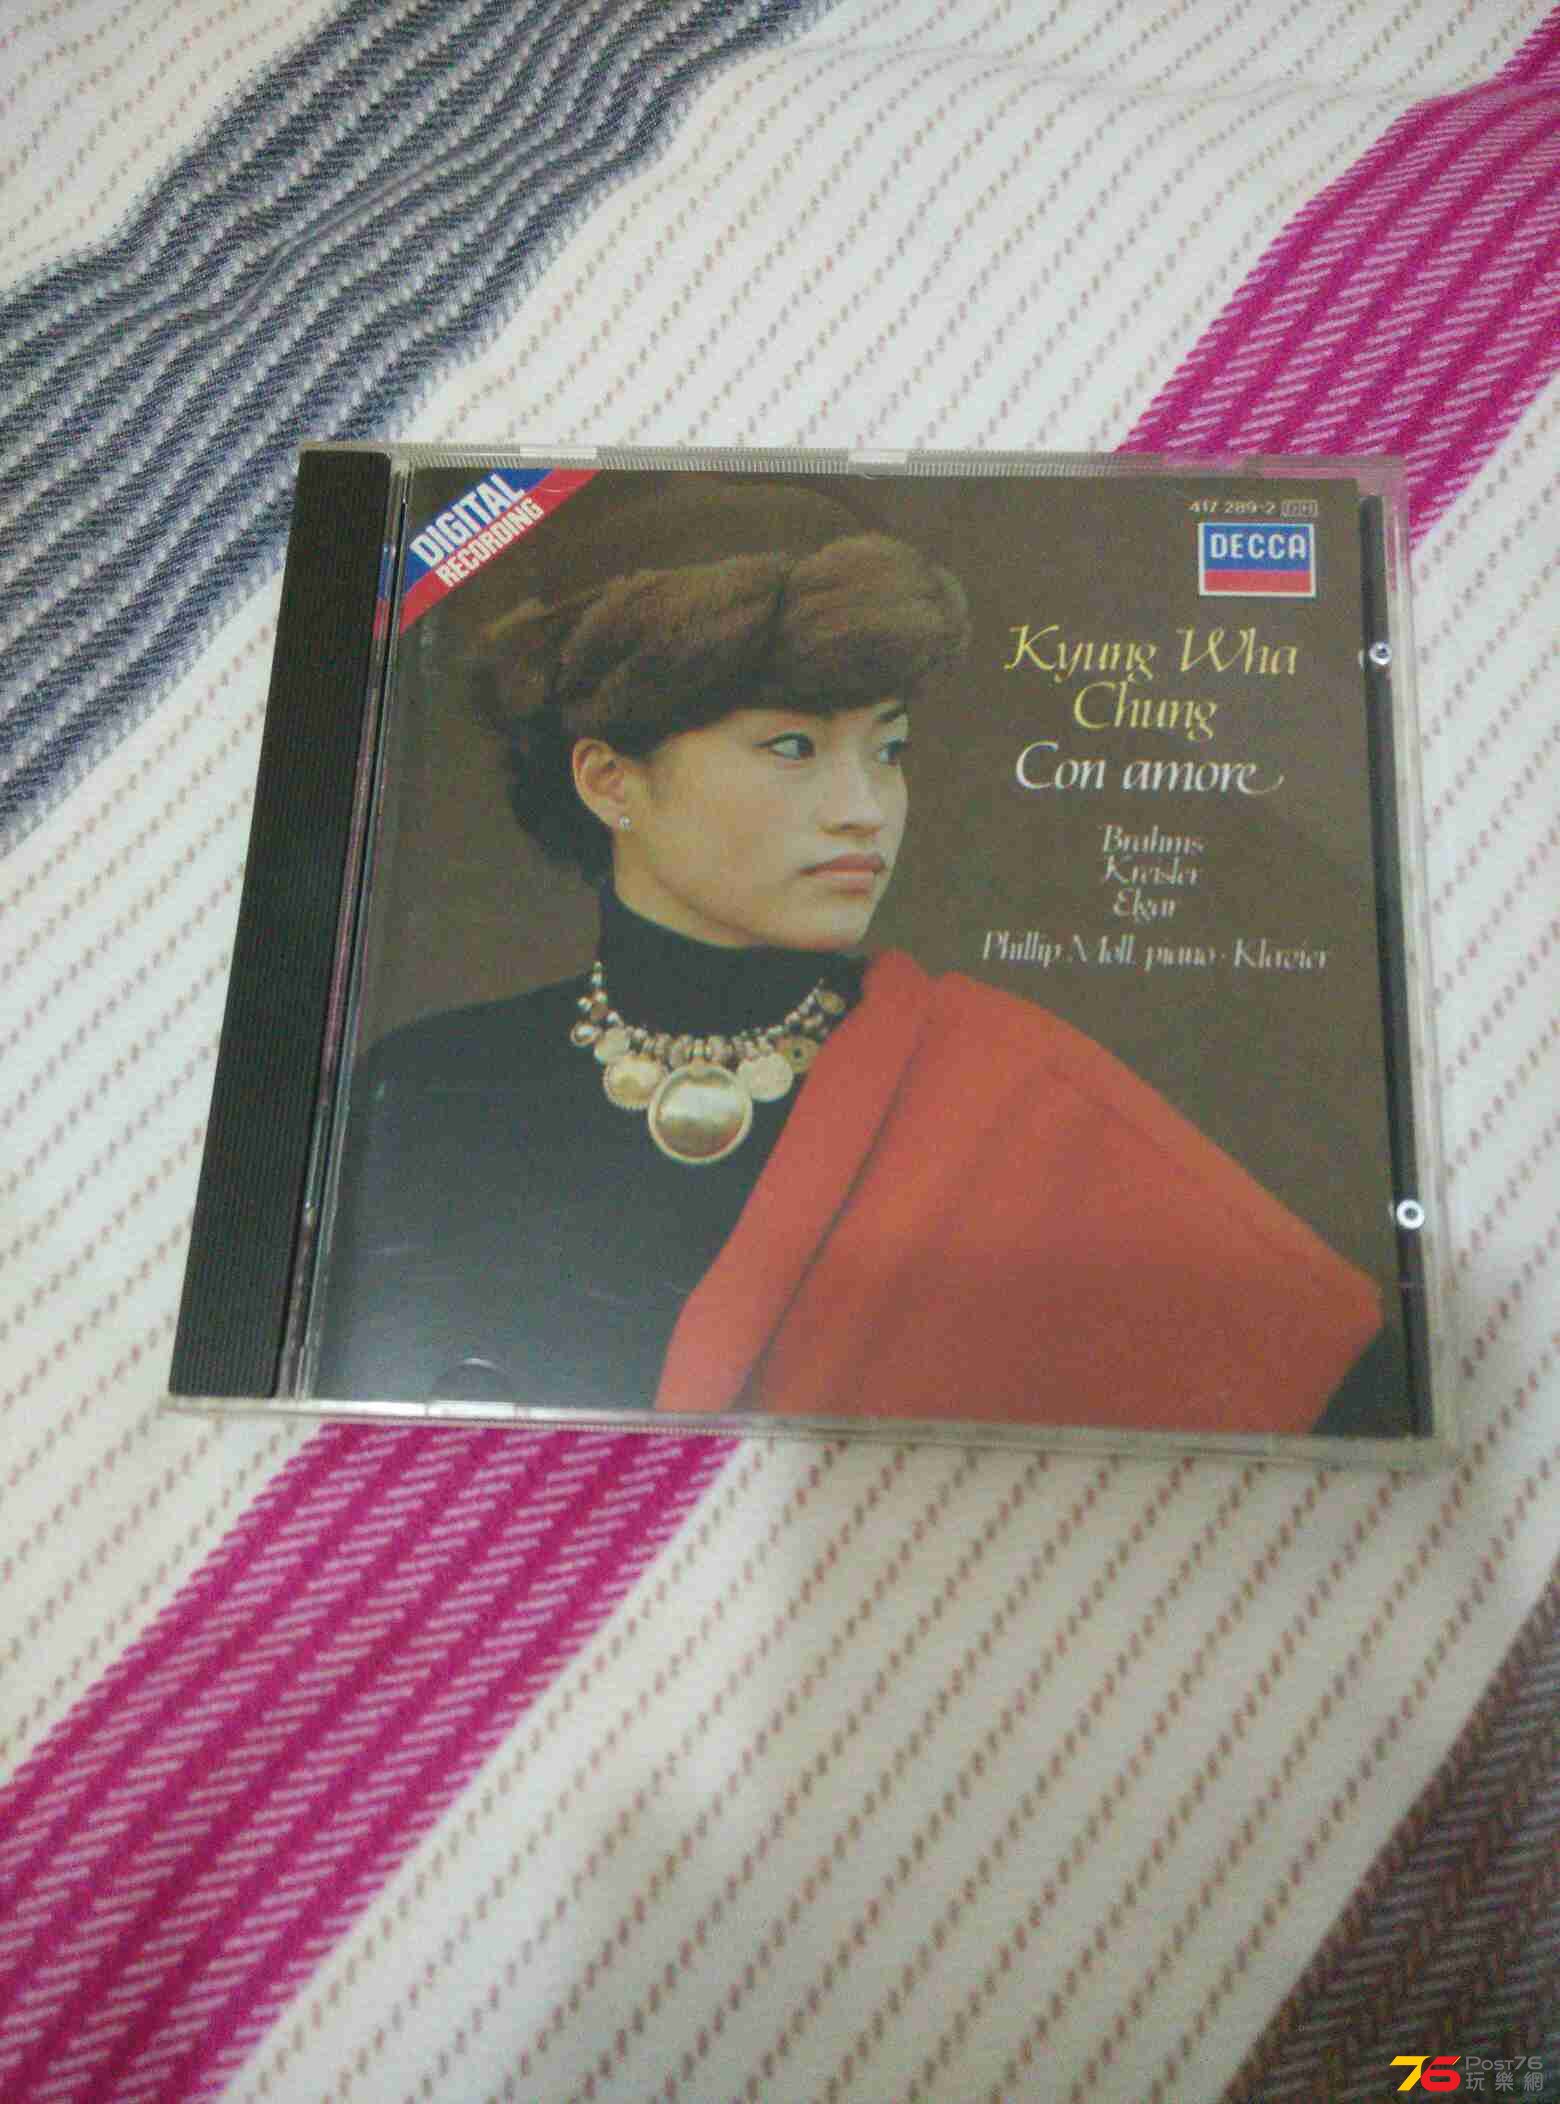 DIGITAL
RECORDING
417 289-2 DH
DECCA
Kyung Wha
Chung
Con amore
Brahms
Kreisler
Elgar
Phillip Moll, piano · Klavier
76 POST76
玩樂網